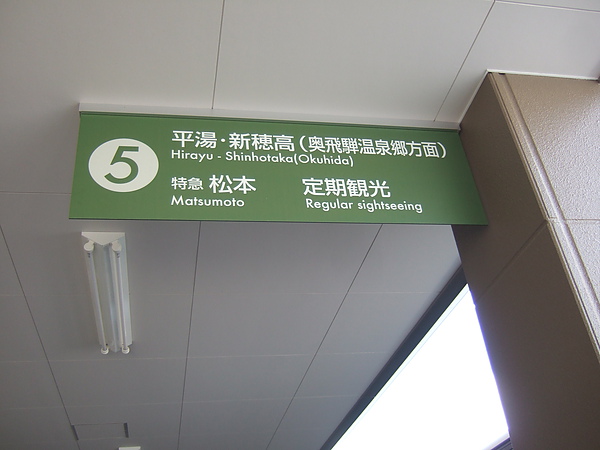 5
平湯・新穂高(奥飛騨温泉郷方面)
Hirayu - Shinhotaka(Okuhida)
特急 松本 定期観光
Matsumoto Regular sightseeing